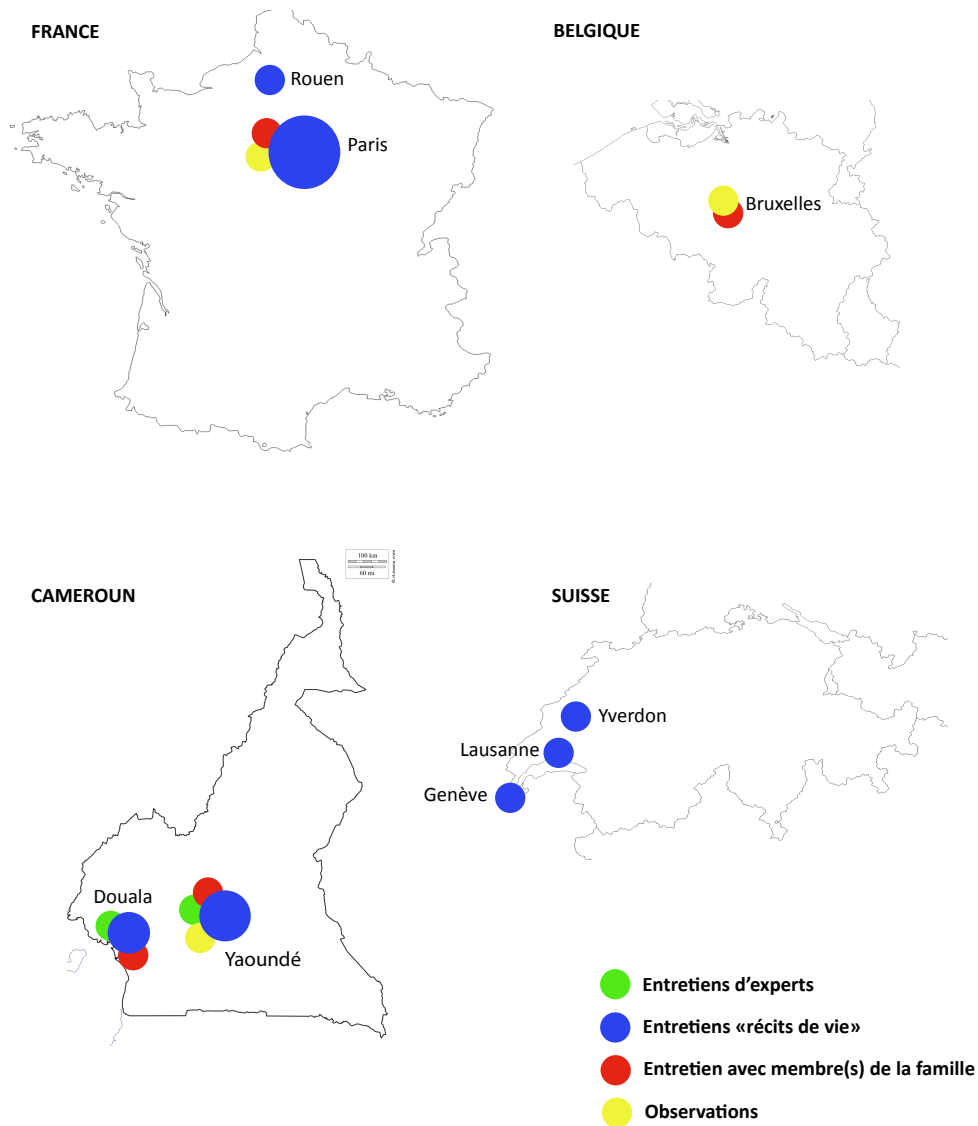 FRANCE
Rouen
Paris
BELGIQUE
Bruxelles
CAMEROUN
100 km
60 mi
Douala
Yaoundé
SUISSE
Yverdon
Lausanne
Genève
Entretiens d'experts
Entretiens «récits de vie»
Entretien avec membre(s) de la famille
Observations